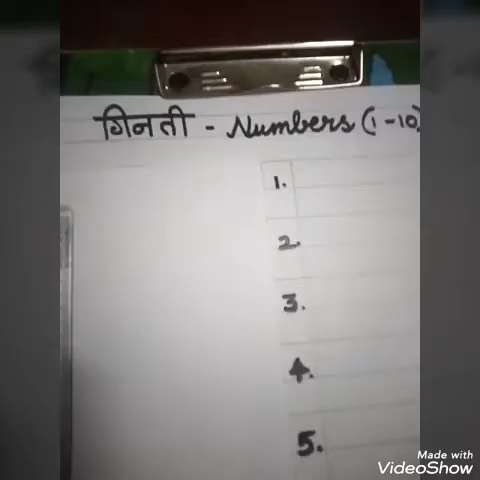 गिनती - Numbers (1-10)
1.
2.
3.
4.
5.
Made with
VideoShow